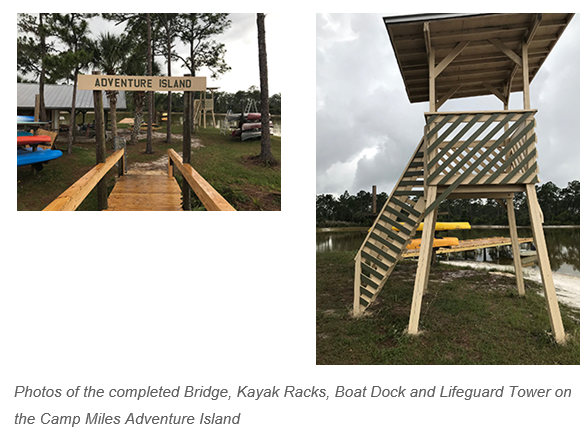 ADVENTURE ISLAND
Photos of the completed Bridge, Kayak Racks, Boat Dock and Lifeguard Tower on
the Camp Miles Adventure Island